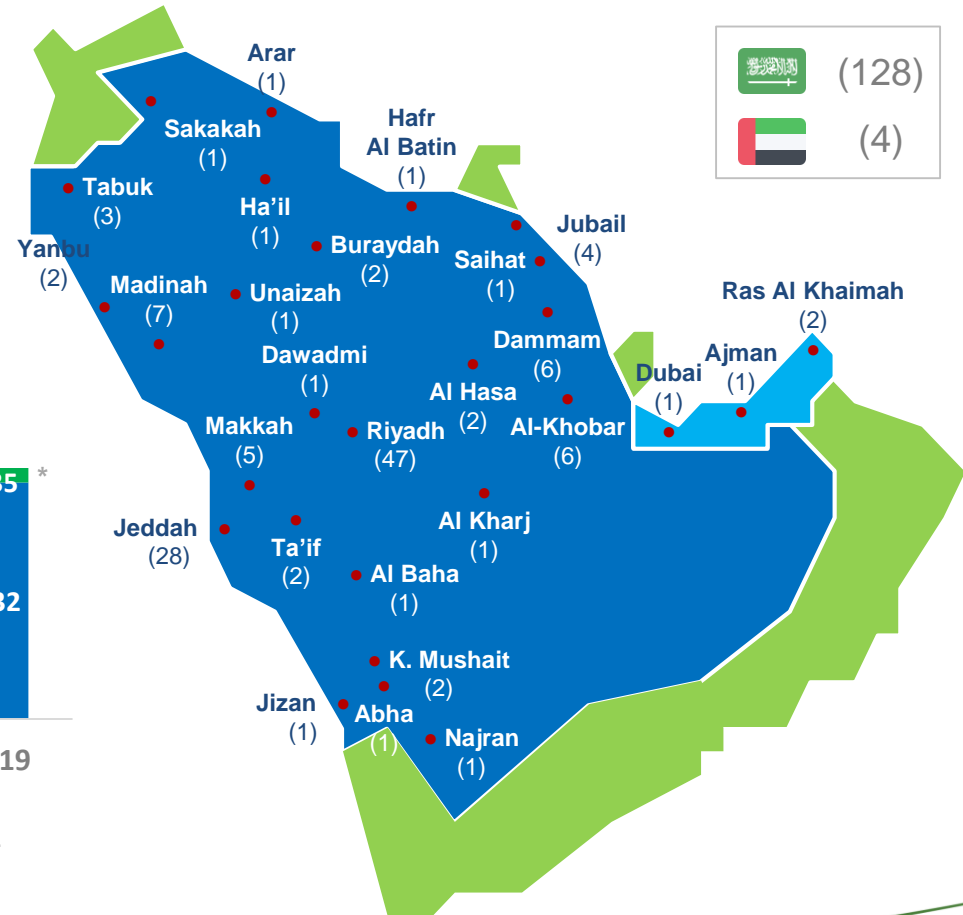 (128)
(4)
Arar
(1)
Sakakah
(1)
Hafr
Al Batin
(1)
Tabuk
(3)
Ha'il
(1)
Jubail
(4)
Yanbu
(2)
Buraydah
(2)
Saihat
(1)
Madinah
(7)
Unaizah
(1)
Ras Al Khaimah
(2)
Dammam
(6)
Dawadmi
(1)
Ajman
(1)
Dubai
(1)
Al Hasa
(2)
Makkah
(5)
Riyadh
(47)
Al-Khobar
(6)
35 *
Jeddah
(28)
Ta'if
(2)
Al Kharj
(1)
Al Baha
(1)
32
K. Mushait
(2)
Jizan
(1)
Abha
(1)
Najran
(1)
19